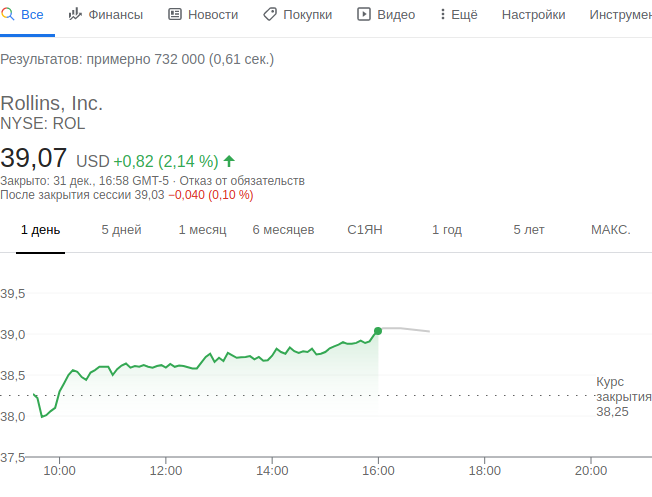 Все Финансы Новости Покупки Видео Ещё Настройки
Результатов: примерно 732 000 (0,61 сек.)
Rollins, Inc.
NYSE: ROL
39,07 USD +0,82 (2,14 %)
Закрыто: 31 дек., 16:58 GMT-5 · Отказ от обязательств
После закрытия сессии 39,03 −0,040 (0,10 %)
1 день 5 дней 1 месяц 6 месяцев С1ЯН 1 год 5 лет МАКС.
39,5
39,0
38,5
38,0
37,5
Курс
закрытия
38,25
10:00 12:00 14:00 16:00 18:00 20:00